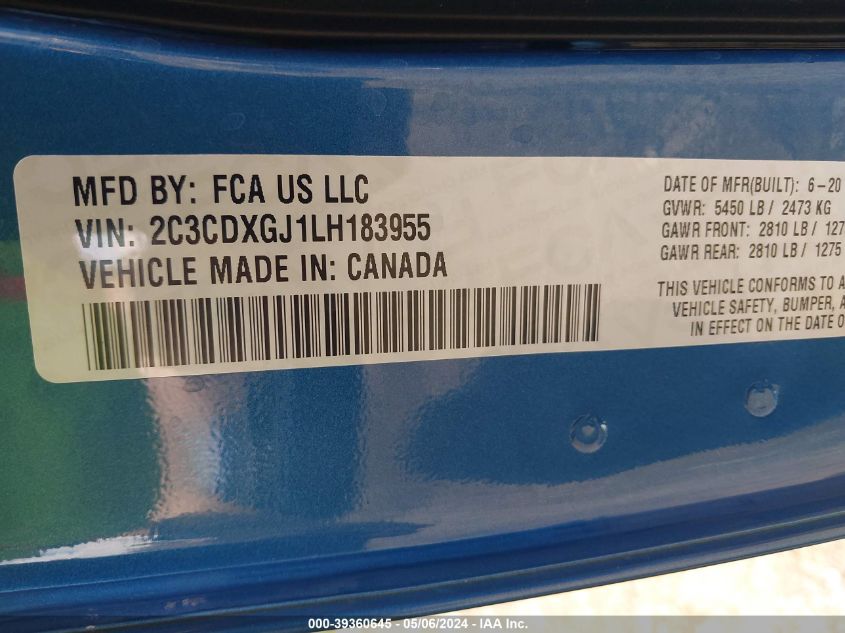 MFD BY: FCA US LLC
VIN: 2C3CDXGJ1LH183955
VEHICLE MADE IN: CANADA
DATE OF MFR(BUILT): 6-20
GVWR: 5450 LB / 2473 KG
GAWR FRONT: 2810 LB / 127
GAWR REAR: 2810 LB / 1275
THIS VEHICLE CONFORMS TO A
VEHICLE SAFETY, BUMPER, A
IN EFFECT ON THE DATE O
000-39360645 - 05/06/2024 - IAA Inc.